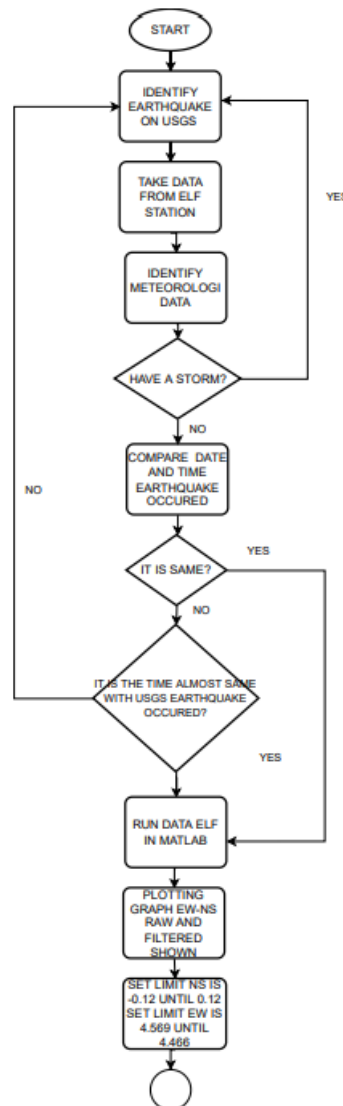 START
IDENTIFY
EARTHQUAKE
ON USGS
TAKE DATA
FROM ELF
STATION
YES
IDENTIFY
METEOROLOGI
DATA
HAVE A STORM?
NO
COMPARE DATE
AND TIME
EARTHQUAKE
OCCURED
NO
YES
IT IS SAME?
NO
IT IS THE TIME ALMOST SAME
WITH USGS EARTHQUAKE
OCCURED?
YES
RUN DATA ELF
IN MATLAB
PLOTTING
GRAPH EW-NS
RAW AND
FILTERED
SHOWN
SET LIMIT NS IS
-0.12 UNTIL 0.12
SET LIMIT EW IS
4.569 UNTIL
4.466